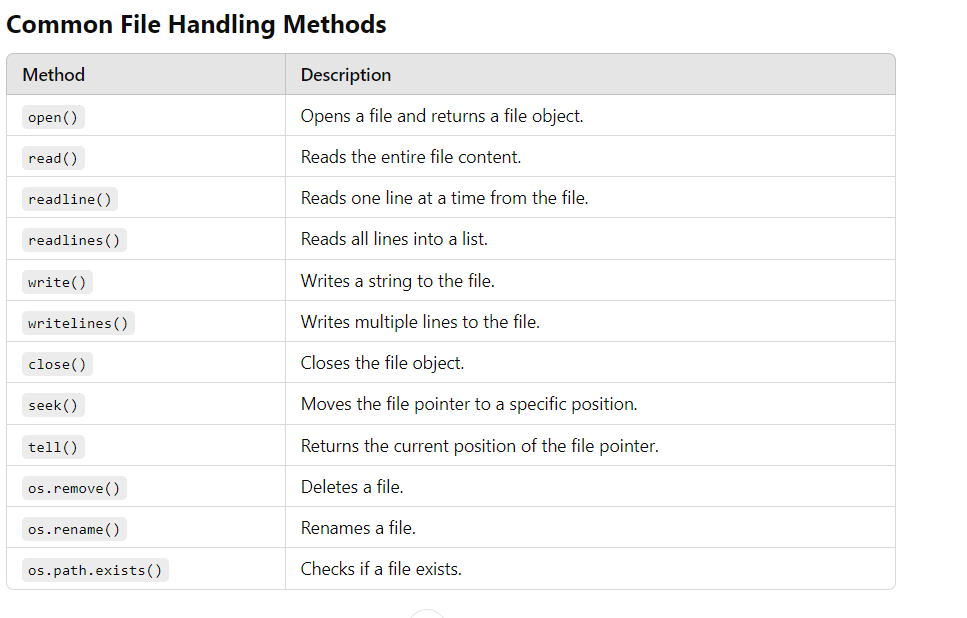 Common File Handling Methods
Method Description
open() Opens a file and returns a file object.
read() Reads the entire file content.
readline() Reads one line at a time from the file.
readlines() Reads all lines into a list.
write() Writes a string to the file.
writelines() Writes multiple lines to the file.
close() Closes the file object.
seek() Moves the file pointer to a specific position.
tell() Returns the current position of the file pointer.
os.remove() Deletes a file.
os.rename() Renames a file.
os.path.exists() Checks if a file exists.